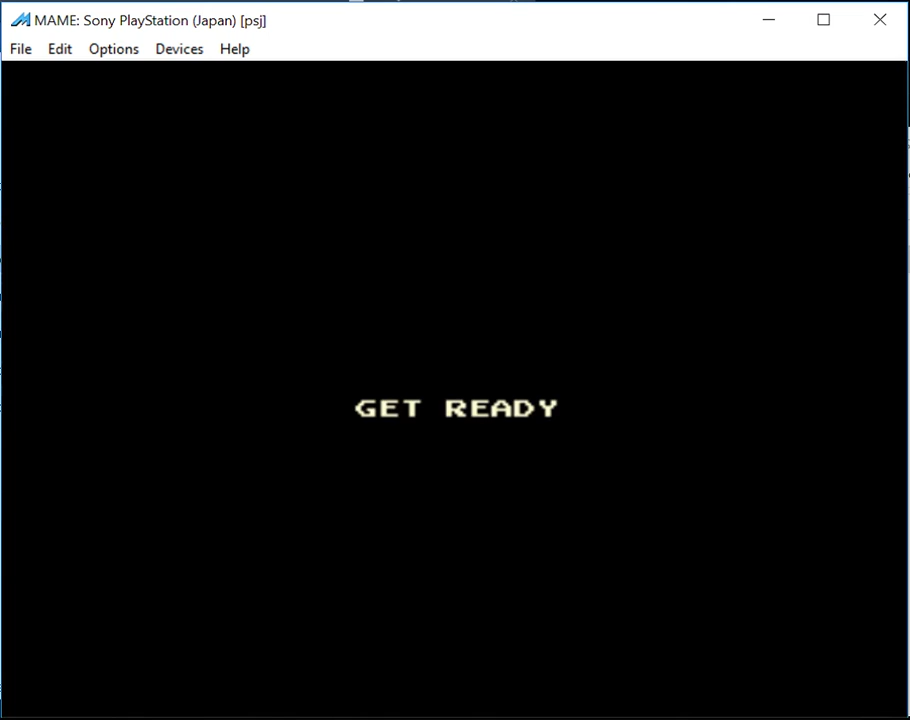 MAME: Sony PlayStation (Japan) [psj]
File Edit Options Devices Help
GET READY